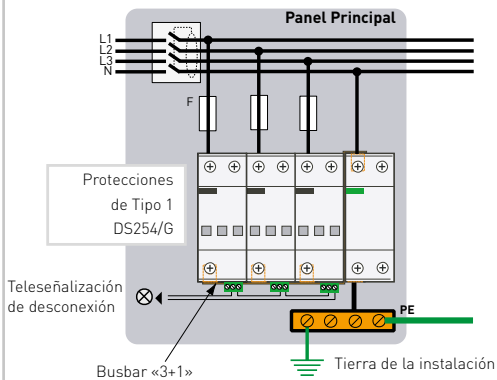 Panel Principal
L1
L2
L3
N
F
Protecciones
de Tipo 1
DS254/G
Teleseñalización
de desconexión
PE
Busbar «3+1»
Tierra de la instalación